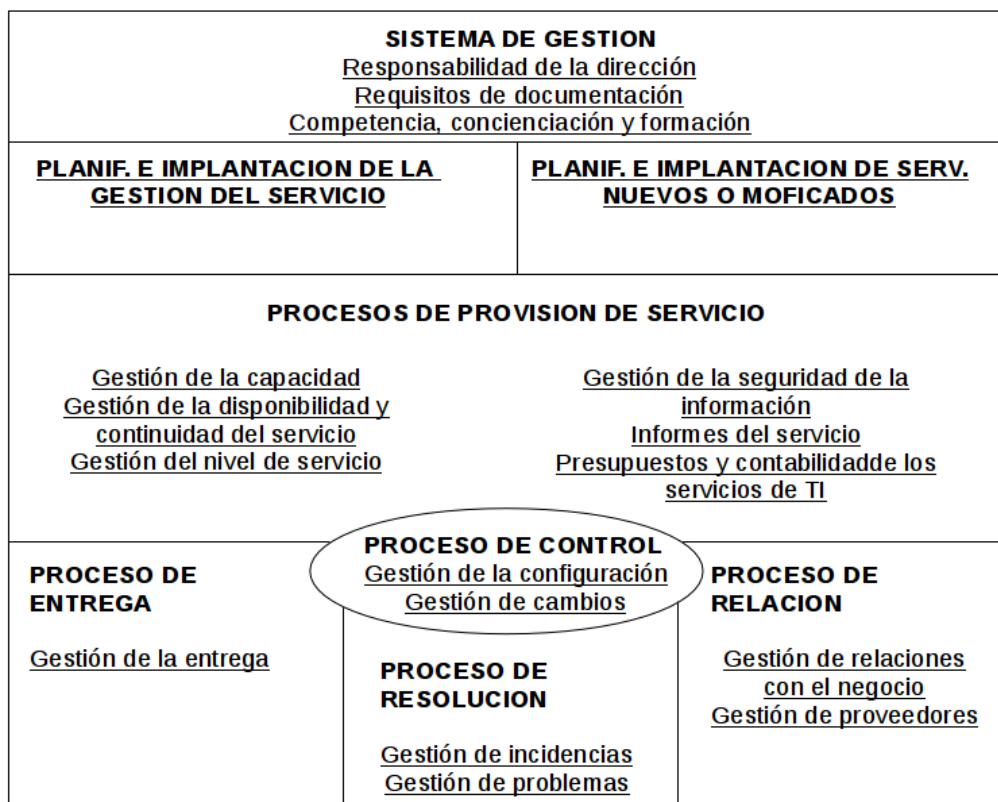 SISTEMA DE GESTION
Responsabilidad de la dirección
Requisitos de documentación
Competencia, concienciación y formación
PLANIF. E IMPLANTACION DE LA
GESTION DEL SERVICIO
PLANIF. E IMPLANTACION DE SERV.
NUEVOS O MOFICADOS
PROCESOS DE PROVISION DE SERVICIO
Gestión de la capacidad
Gestión de la disponibilidad y
continuidad del servicio
Gestión del nivel de servicio
Gestión de la seguridad de la
información
Informes del servicio
Presupuestos y contabilidadde los
servicios de TI
PROCESO DE CONTROL
Gestión de la configuración
Gestión de cambios
PROCESO DE
ENTREGA
Gestión de la entrega
PROCESO DE
RESOLUCION
Gestión de incidencias
Gestión de problemas
PROCESO DE
RELACION
Gestión de relaciones
con el negocio
Gestión de proveedores